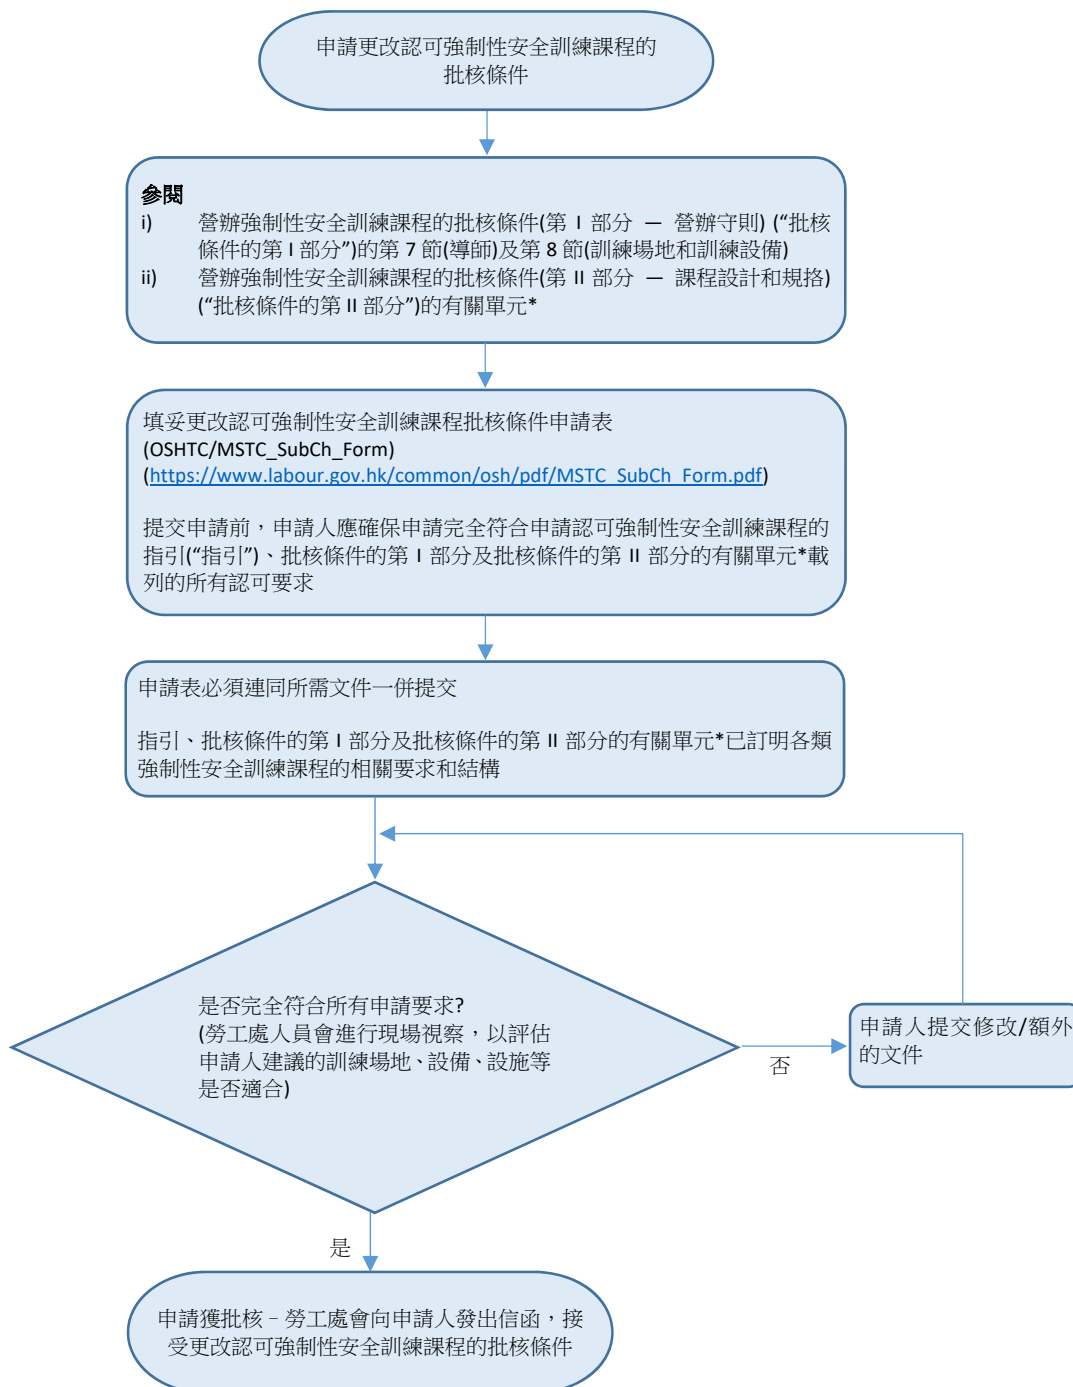 申請更改認可強制性安全訓練課程的
批核條件
參閱
i) 營辦強制性安全訓練課程的批核條件(第 I 部分 — 營辦守則) (“批核
條件的第 I 部分”)的第 7 節(導師)及第 8 節(訓練場地和訓練設備)
ii) 營辦強制性安全訓練課程的批核條件(第 II 部分 — 課程設計和規挌)
(“批核條件的第 II 部分”)的有關單元*
填妥更改認可強制性安全訓練課程批核條件申請表
(OSHTC/MSTC_SubCh_Form)
(https://www.labour.gov.hk/common/osh/pdf/MSTC_SubCh_Form.pdf)
提交申請前，申請人應確保申請完全符合申請認可強制性安全訓練課程的
指引(“指引”)、批核條件的第 I 部分及批核條件的第 II 部分的有關單元*載
列的所有認可要求
申請表必須連同所需文件一併提交
指引、批核條件的第 I 部分及批核條件的第 II 部分的有關單元*已訂明各類
強制性安全訓練課程的相關要求和結構
是否完全符合所有申請要求?
(勞工處人員會進行現場視察，以評估
申請人建議的訓練場地、設備、設施等
是否適合)
否
申請人提交修改/額外
的文件
是
申請獲批核 – 勞工處會向申請人發出信函，接
受更改認可強制性安全訓練課程的批核條件